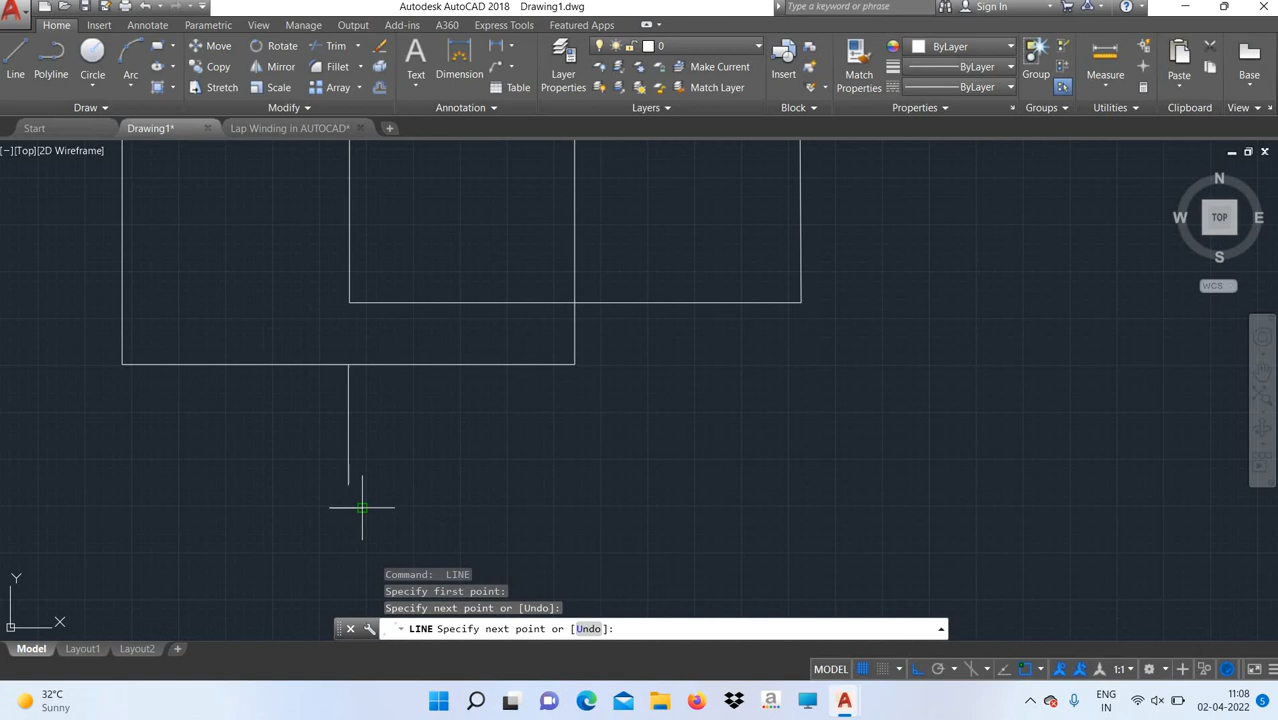 Autodesk AutoCAD 2018 Drawing1.dwg
Type a keyword or phrase
Sign In
Home Insert Annotate Parametric View Manage Output Add-ins A360 Express Tools Featured Apps
Line Polyline Circle Arc
Move Rotate Trim
Copy Mirror Fillet
Stretch Scale Array
Text Dimension Table
Layer Properties
0
Make Current
Match Layer
Insert
Match Properties
ByLayer
ByLayer
ByLayer
Group
Measure
Paste
Base
Draw Modify Annotation Layers Block Properties Groups Utilities Clipboard View
Start Drawing1* Lap Winding in AUTOCAD*
[−][Top][2D Wireframe]
N
W TOP E
S
WCS
Y
X
Command: LINE
Specify first point:
Specify next point or [Undo]:
LINE Specify next point or [Undo]:
Model Layout1 Layout2
MODEL 1:1
32°C
Sunny
ENG
IN
11:08
02-04-2022
5